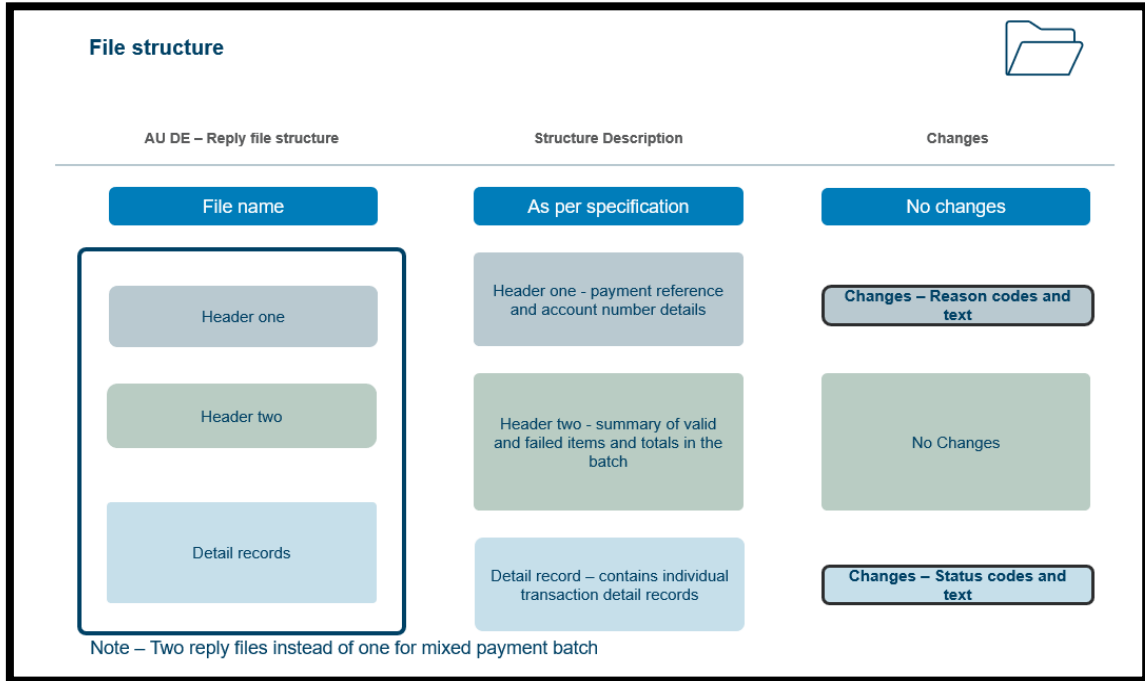 File structure
AU DE – Reply file structure
Structure Description
Changes
File name
As per specification
No changes
Header one
Header one - payment reference
and account number details
Changes – Reason codes and
text
Header two
Header two - summary of valid
and failed items and totals in the
batch
No Changes
Detail records
Detail record – contains individual
transaction detail records
Changes – Status codes and
text
Note – Two reply files instead of one for mixed payment batch